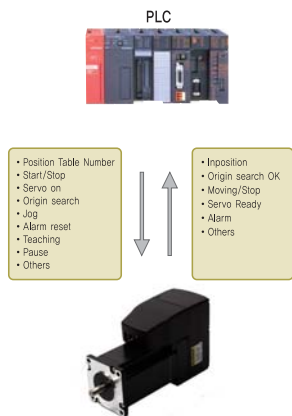 PLC
• Position Table Number
• Start/Stop
• Servo on
• Origin search
• Jog
• Alarm reset
• Teaching
• Pause
• Others
• Inposition
• Origin search OK
• Moving/Stop
• Servo Ready
• Alarm
• Others